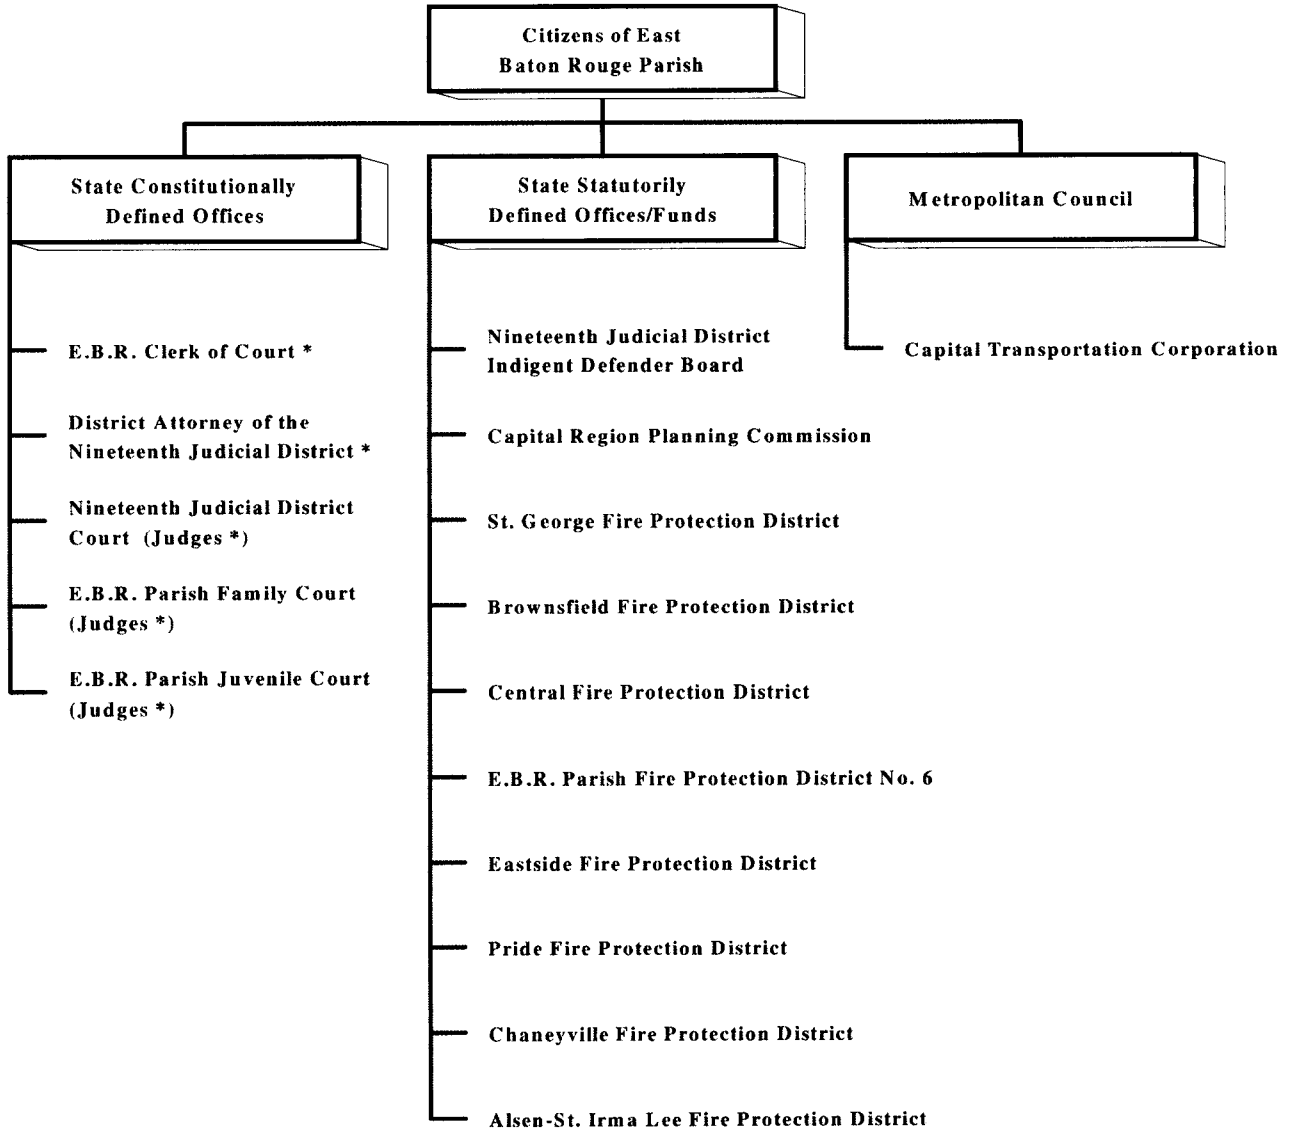 Citizens of East
Baton Rouge Parish
State Constitutionally
Defined Offices
E.B.R. Clerk of Court *
District Attorney of the
Nineteenth Judicial District *
Nineteenth Judicial District
Court (Judges *)
E.B.R. Parish Family Court
(Judges *)
E.B.R. Parish Juvenile Court
(Judges *)
State Statutorily
Defined Offices/Funds
Nineteenth Judicial District
Indigent Defender Board
Capital Region Planning Commission
St. George Fire Protection District
Brownsfield Fire Protection District
Central Fire Protection District
E.B.R. Parish Fire Protection District No. 6
Eastside Fire Protection District
Pride Fire Protection District
Chaneyville Fire Protection District
Alsen-St. Irma Lee Fire Protection District
Metropolitan Council
Capital Transportation Corporation